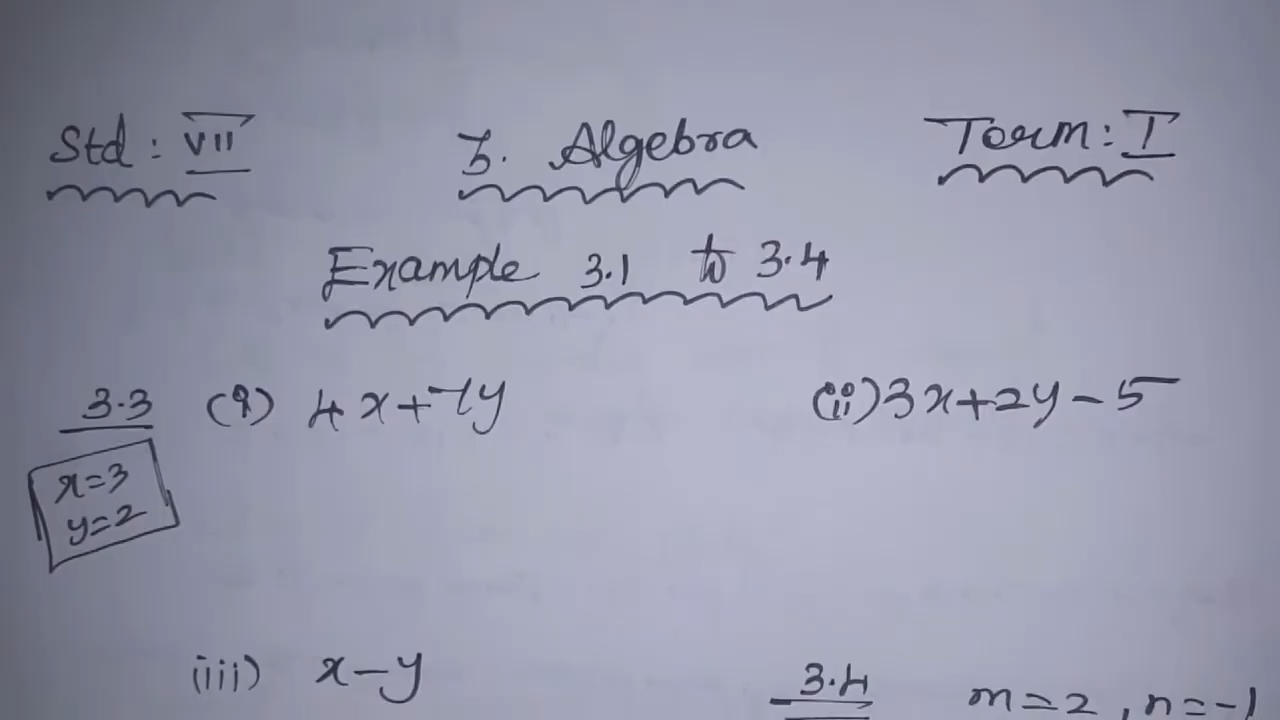 Std : VII 3. Algebra Term : I
Example 3.1 to 3.4
3.3 (i) 4x+7y (ii) 3x+2y-5
x=3
y=2
iii) x-y 3.4 m=2, n=-1